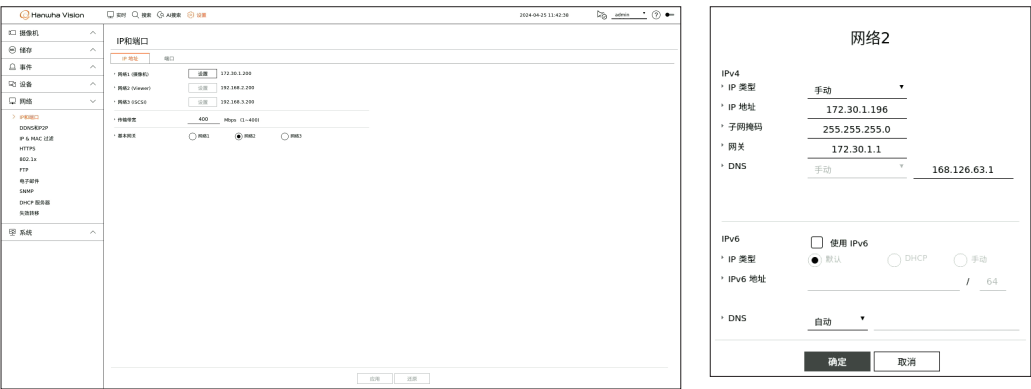 Hanwha Vision
实时 搜索 AI搜索 设置
2024-04-25 11:42:38
admin
摄像机
储存
事件
设备
网络
IP和端口
DDNS和P2P
IP & MAC 过滤
HTTPS
802.1x
FTP
电子邮件
SNMP
DHCP 服务器
失效转移
系统
IP和端口
IP 地址 端口
网络1 (摄像机) 设置 172.30.1.200
网络2 (Viewer) 设置 192.168.2.200
网络3 (iSCSI) 设置 192.168.3.200
传输带宽 400 Mbps (1~400)
基本网关 网络1 网络2 网络3
应用 还原
网络2
IPv4
IP 类型 手动
IP 地址 172.30.1.196
子网掩码 255.255.255.0
网关 172.30.1.1
DNS 手动 168.126.63.1
IPv6 使用 IPv6
IP 类型 默认 DHCP 手动
IPv6 地址 / 64
DNS 自动
确定 取消